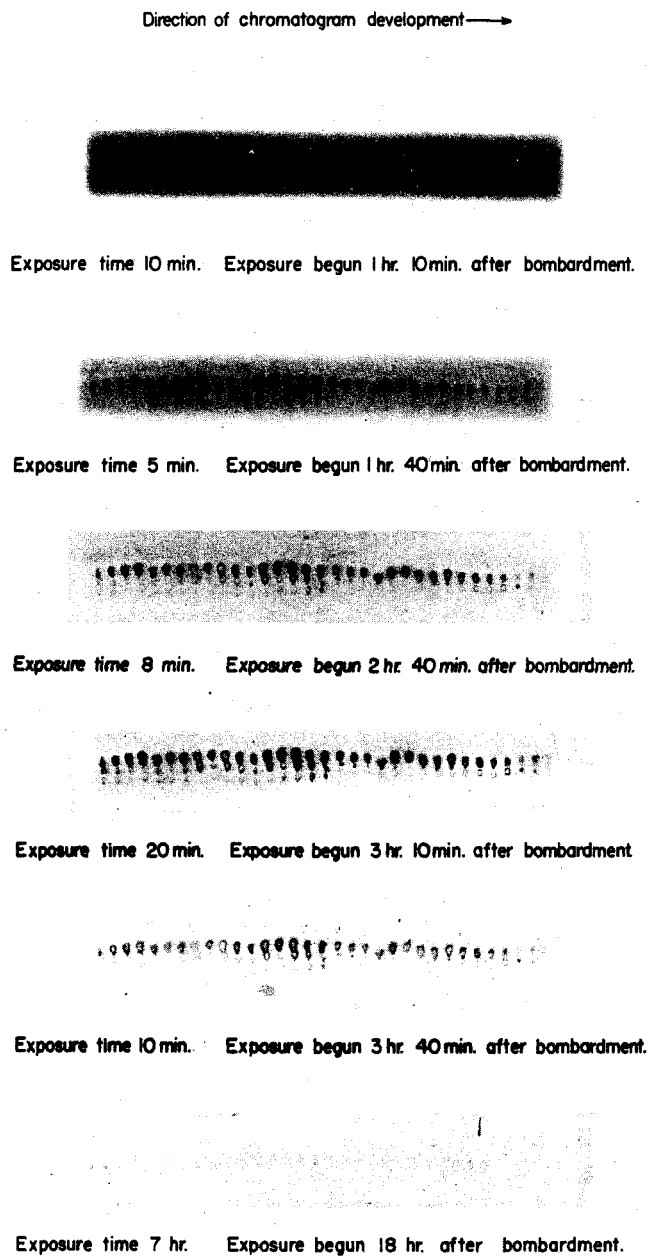 Direction of chromatogram development→
Exposure time 10 min. Exposure begun 1 hr. 10 min. after bombardment.
Exposure time 5 min. Exposure begun 1 hr. 40 min. after bombardment.
Exposure time 8 min. Exposure begun 2 hr. 40 min. after bombardment.
Exposure time 20 min. Exposure begun 3 hr. 10 min. after bombardment
Exposure time 10 min. Exposure begun 3 hr. 40 min. after bombardment.
Exposure time 7 hr. Exposure begun 18 hr. after bombardment.